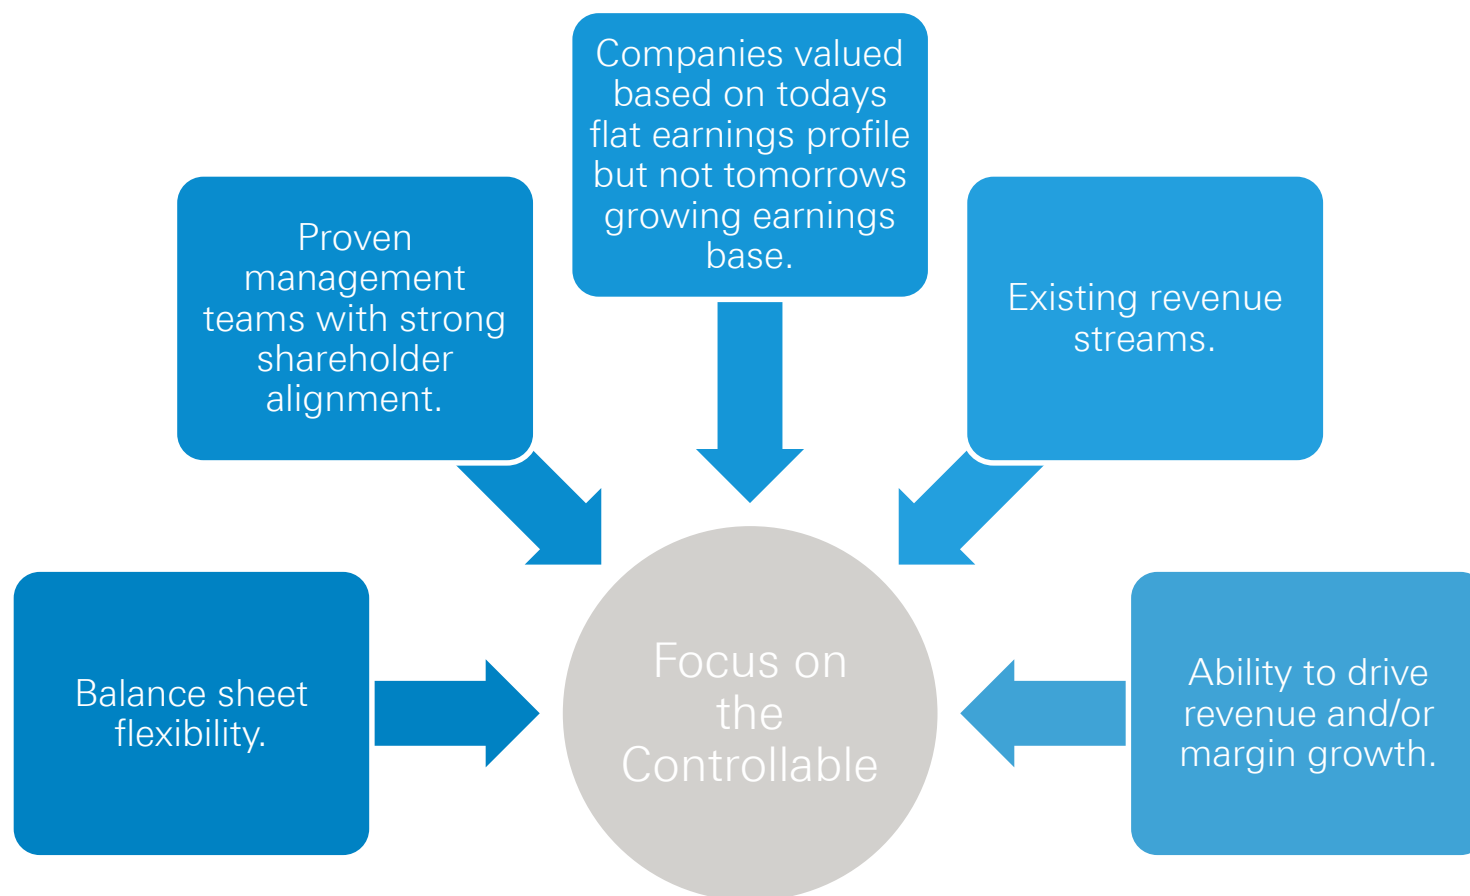 Companies valued
based on todays
flat earnings profile
but not tomorrows
growing earnings
base.
Proven
management
teams with strong
shareholder
alignment.
Existing revenue
streams.
Balance sheet
flexibility.
Focus on
the
Controllable
Ability to drive
revenue and/or
margin growth.